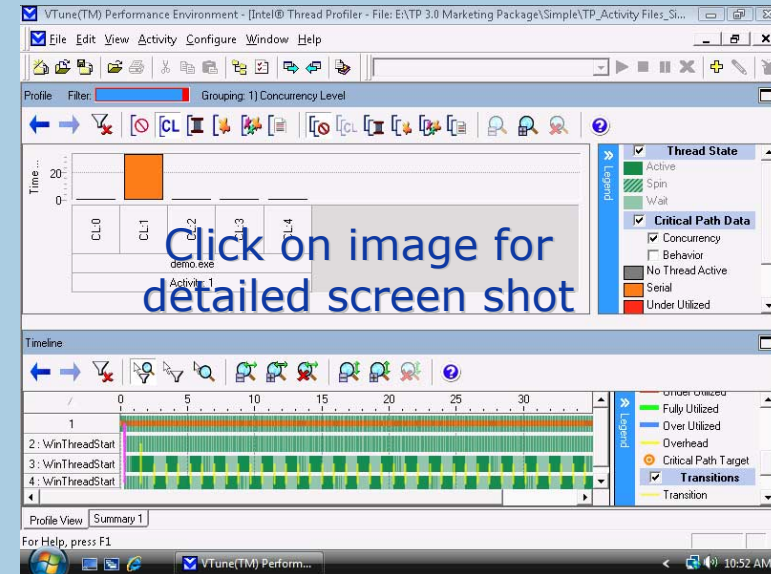 VTune(TM) Performance Environment - [Intel® Thread Profiler - File: E:\TP 3.0 Marketing Package\Simple\TP_Activity Files_Si...
File Edit View Activity Configure Window Help
Profile Filter: Grouping: 1) Concurrency Level
CL
Time ...
20
0
CL:0 CL:1 CL:2 CL:3 CL:4
demo.exe
Activity 1
Click on image for
detailed screen shot
Legend
Thread State
Active
Spin
Wait
Critical Path Data
Concurrency
Behavior
No Thread Active
Serial
Under Utilized
Timeline
0 5 10 15 20 25 30
1
2 : WinThreadStart
3 : WinThreadStart
4 : WinThreadStart
Legend
Under Utilized
Fully Utilized
Over Utilized
Overhead
Critical Path Target
Transitions
Transition
Profile View Summary 1
For Help, press F1
VTune(TM) Perform...
10:52 AM